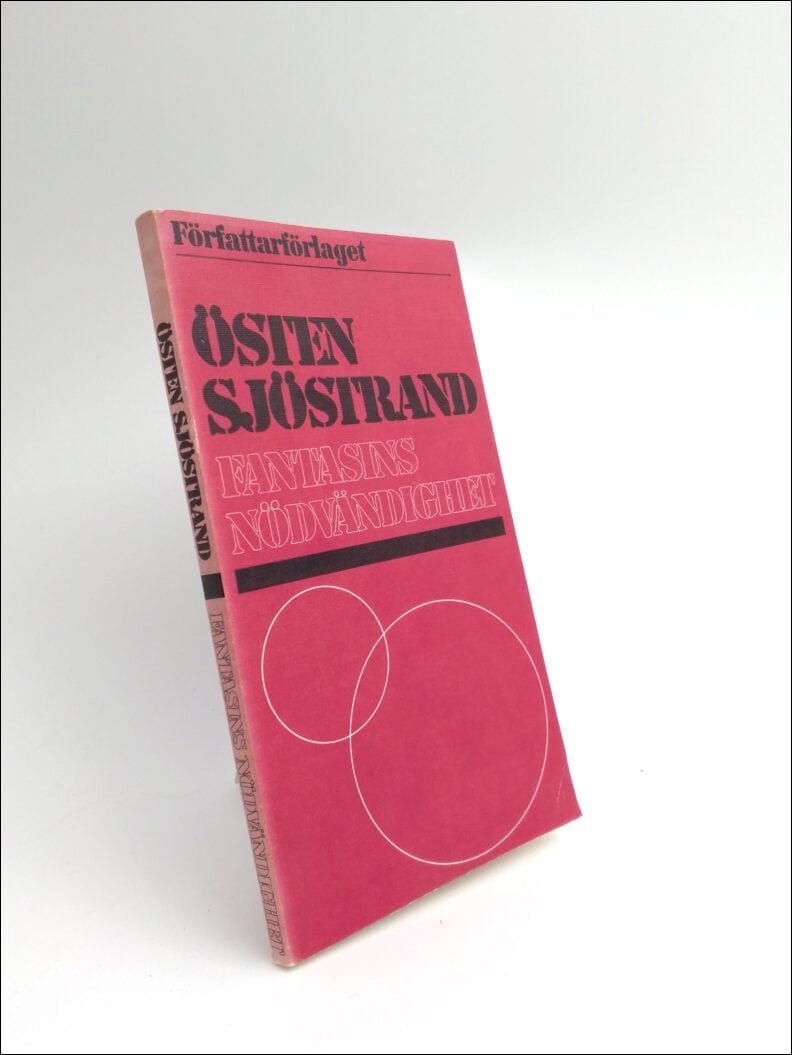 Författarförlaget
ÖSTEN
SJÖSTRAND
FANTASINS
NÖDVÄNDIGHET
ÖSTEN SJÖSTRAND
FANTASINS NÖDVÄNDIGHET